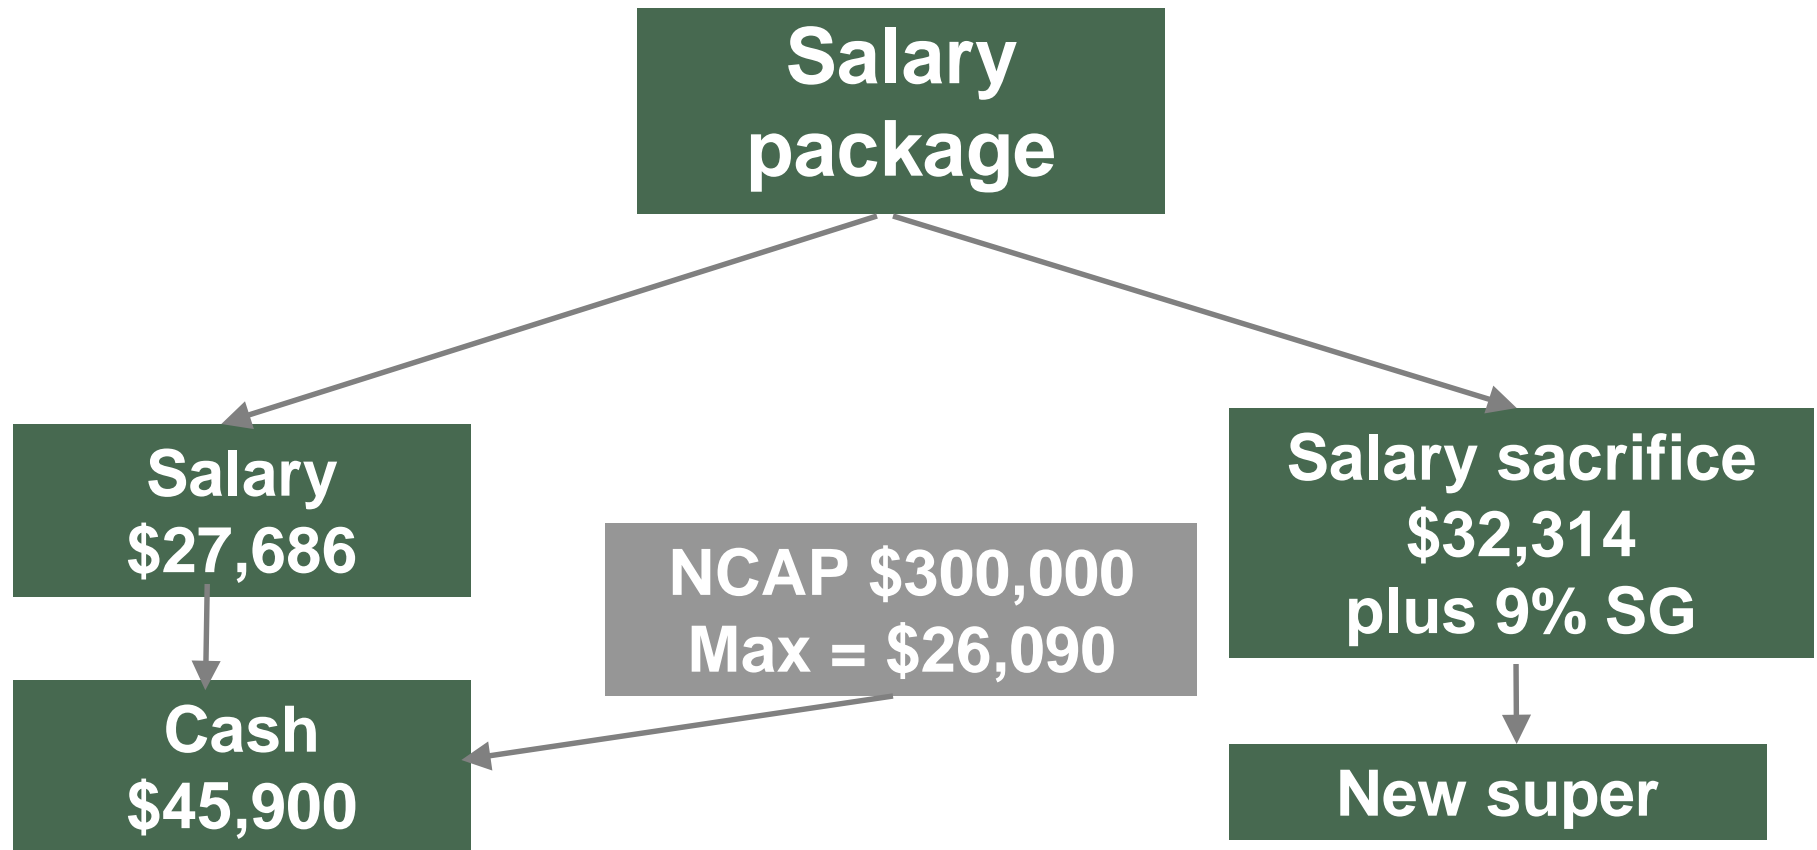 Salary
package
Salary
$27,686
Salary sacrifice
$32,314
plus 9% SG
NCAP $300,000
Max = $26,090
Cash
$45,900
New super